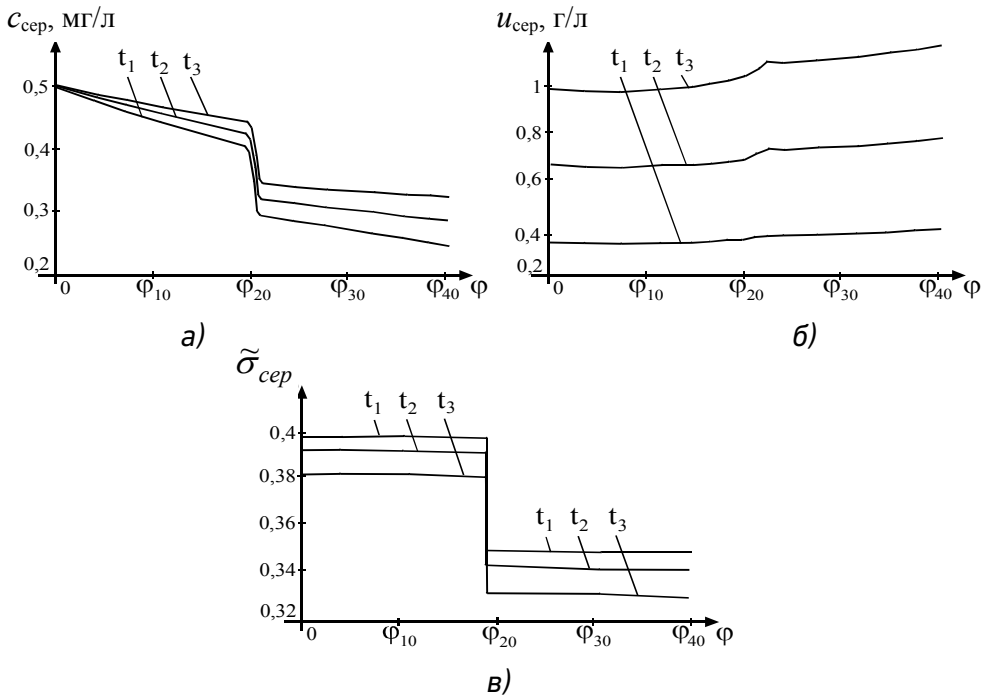 c_сер, мг/л
t₁ t₂ t₃
0,5
0,4
0,3
0,2
0 φ₁₀ φ₂₀ φ₃₀ φ₄₀ φ
а)
u_сер, г/л
t₁ t₂ t₃
1
0,8
0,6
0,4
0,2
0 φ₁₀ φ₂₀ φ₃₀ φ₄₀ φ
б)
σ̃_сер
t₁ t₂ t₃
0,4
0,38
0,36
t₁ t₂ t₃
0,34
0,32
0 φ₁₀ φ₂₀ φ₃₀ φ₄₀ φ
в)